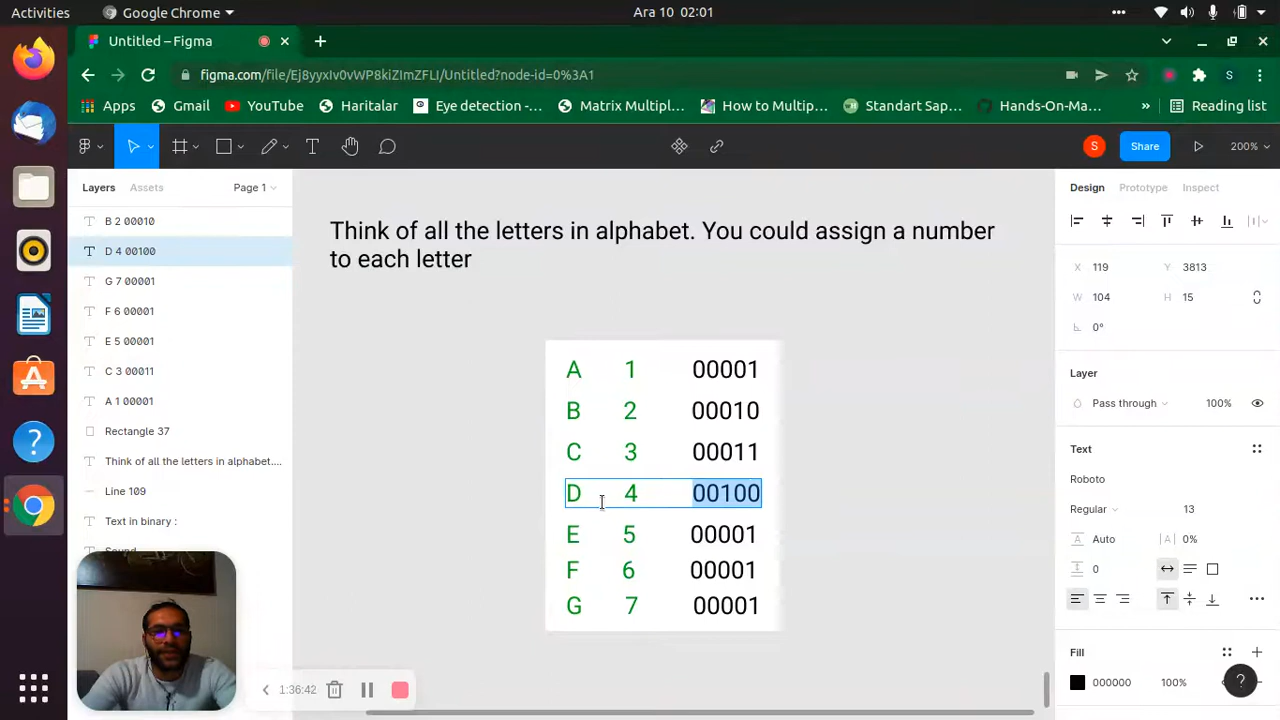 Activities
Google Chrome
Ara 10 02:01
Untitled – Figma
figma.com/file/Ej8yyxIv0vWP8kiZImZFLI/Untitled?node-id=0%3A1
S
Apps
Gmail
YouTube
Haritalar
Eye detection -...
Matrix Multipl...
How to Multip...
Standart Sap...
Hands-On-Ma...
»
Reading list
S
Share
200%
Layers
Assets
Page 1
B 2 00010
D 4 00100
G 7 00001
F 6 00001
E 5 00001
C 3 00011
A 1 00001
Rectangle 37
Think of all the letters in alphabet....
Line 109
Text in binary :
Think of all the letters in alphabet. You could assign a number
to each letter
A 1 00001
B 2 00010
C 3 00011
D 4 00100
E 5 00001
F 6 00001
G 7 00001
1:36:42
Design
Prototype
Inspect
X 119 Y 3813
W 104 H 15
0°
Layer
Pass through 100%
Text
Roboto
Regular 13
Auto 0%
0
Fill
000000 100%
?